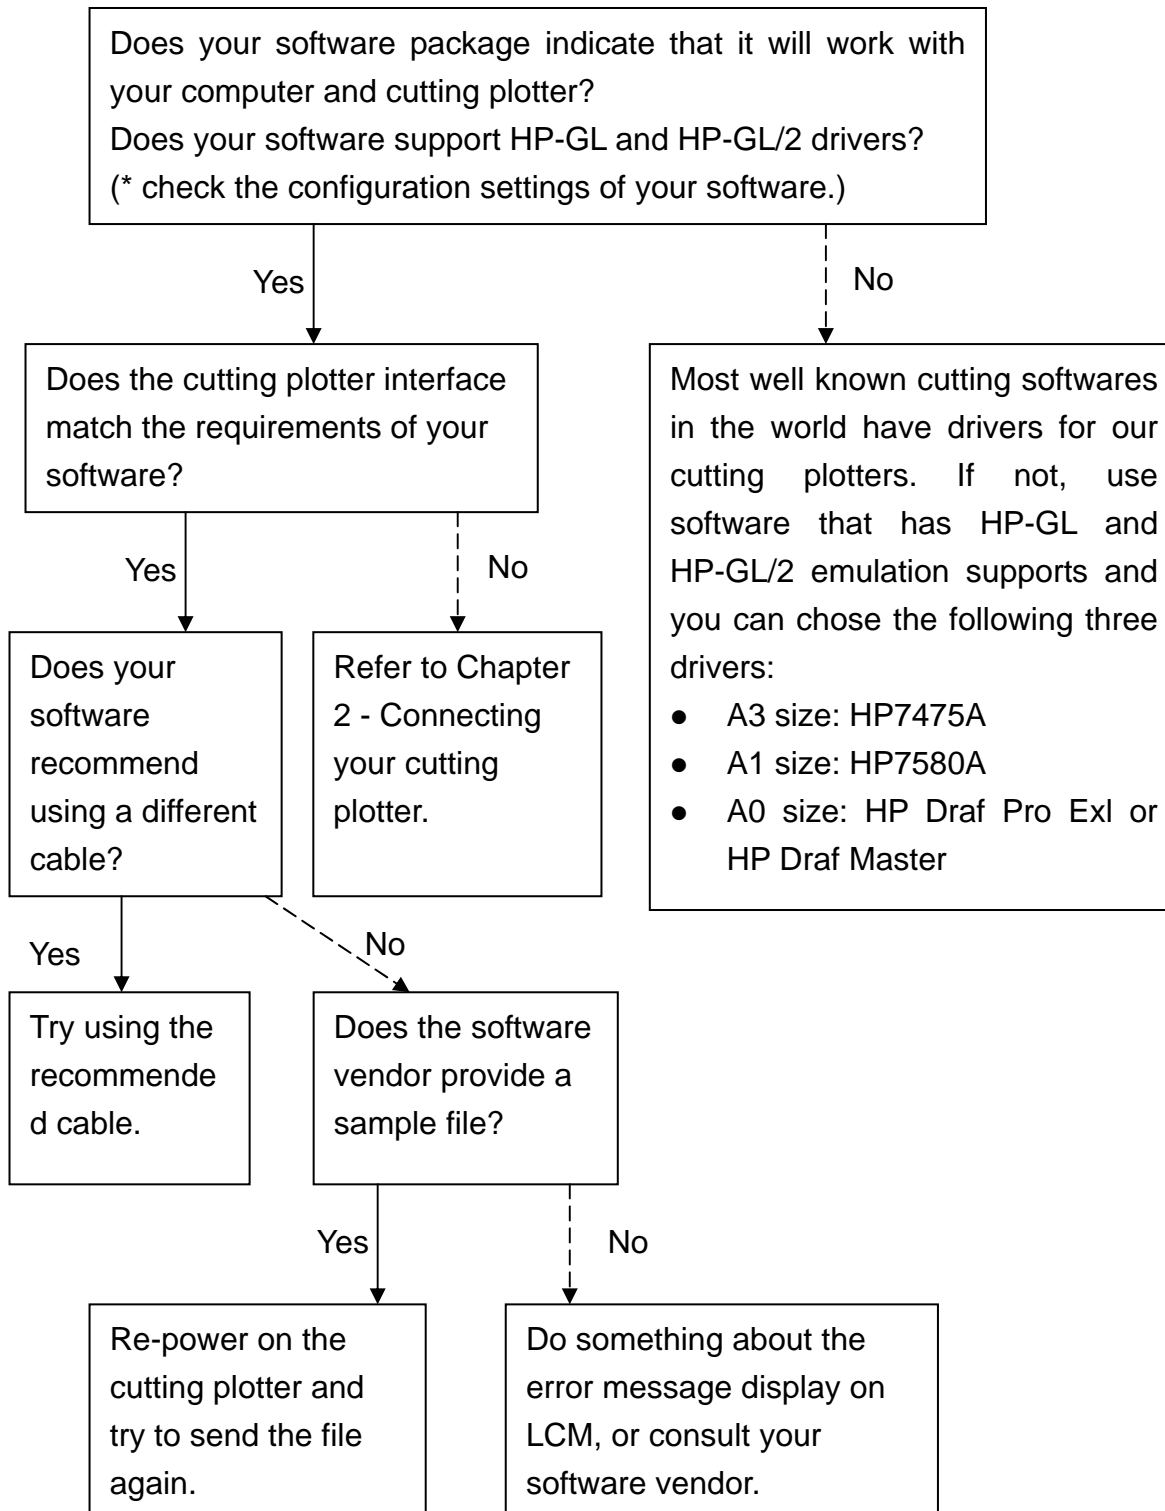 Does your software package indicate that it will work with
your computer and cutting plotter?
Does your software support HP-GL and HP-GL/2 drivers?
(* check the configuration settings of your software.)
Yes
No
Does the cutting plotter interface
match the requirements of your
software?
Most well known cutting softwares
in the world have drivers for our
cutting plotters. If not, use
software that has HP-GL and
HP-GL/2 emulation supports and
you can chose the following three
drivers:
● A3 size: HP7475A
● A1 size: HP7580A
● A0 size: HP Draf Pro Exl or
HP Draf Master
Yes
No
Does your
software
recommend
using a different
cable?
Refer to Chapter
2 - Connecting
your cutting
plotter.
Yes
No
Try using the
recommende
d cable.
Does the software
vendor provide a
sample file?
Yes
No
Re-power on the
cutting plotter and
try to send the file
again.
Do something about the
error message display on
LCM, or consult your
software vendor.